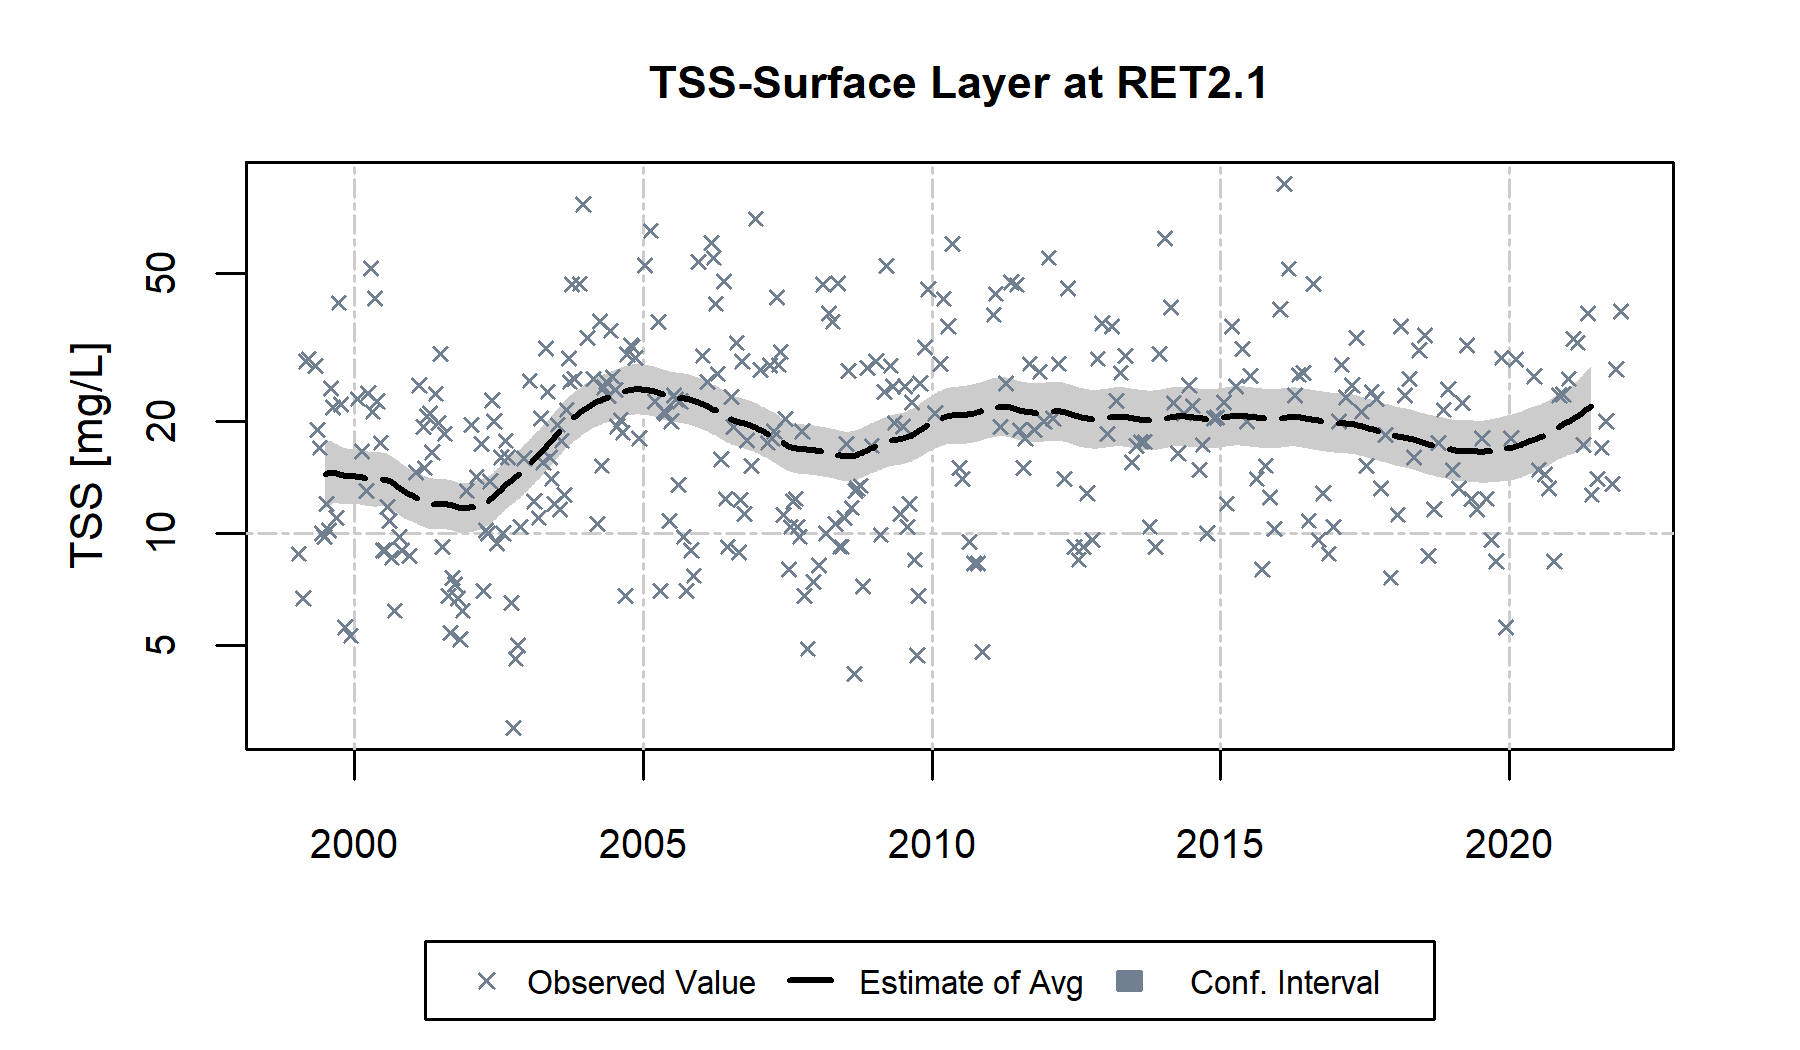 TSS-Surface Layer at RET2.1
TSS [mg/L]
50
20
10
5
2000 2005 2010 2015 2020
Observed Value Estimate of Avg Conf. Interval